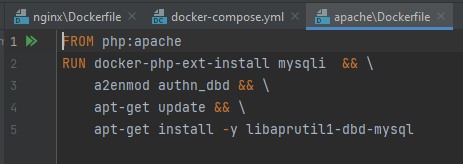 nginx\Dockerfile docker-compose.yml apache\Dockerfile
1 FROM php:apache
2 RUN docker-php-ext-install mysqli  && \
3     a2enmod authn_dbd && \
4     apt-get update && \
5     apt-get install -y libaprutil1-dbd-mysql